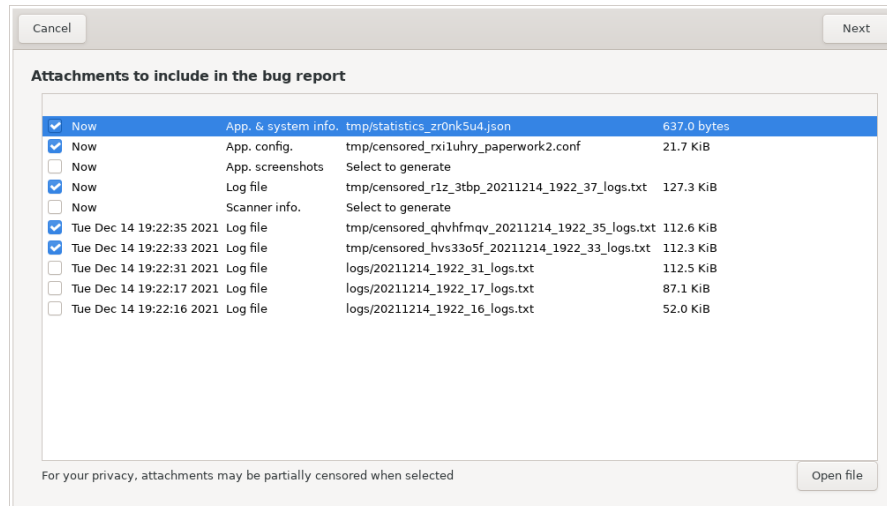 Cancel Next
Attachments to include in the bug report
Now App. & system info. tmp/statistics_zr0nk5u4.json 637.0 bytes
Now App. config. tmp/censored_rxi1uhry_paperwork2.conf 21.7 KiB
Now App. screenshots Select to generate
Now Log file tmp/censored_r1z_3tbp_20211214_1922_37_logs.txt 127.3 KiB
Now Scanner info. Select to generate
Tue Dec 14 19:22:35 2021 Log file tmp/censored_qhvhfmqv_20211214_1922_35_logs.txt 112.6 KiB
Tue Dec 14 19:22:33 2021 Log file tmp/censored_hvs33o5f_20211214_1922_33_logs.txt 112.3 KiB
Tue Dec 14 19:22:31 2021 Log file logs/20211214_1922_31_logs.txt 112.5 KiB
Tue Dec 14 19:22:17 2021 Log file logs/20211214_1922_17_logs.txt 87.1 KiB
Tue Dec 14 19:22:16 2021 Log file logs/20211214_1922_16_logs.txt 52.0 KiB
For your privacy, attachments may be partially censored when selected Open file